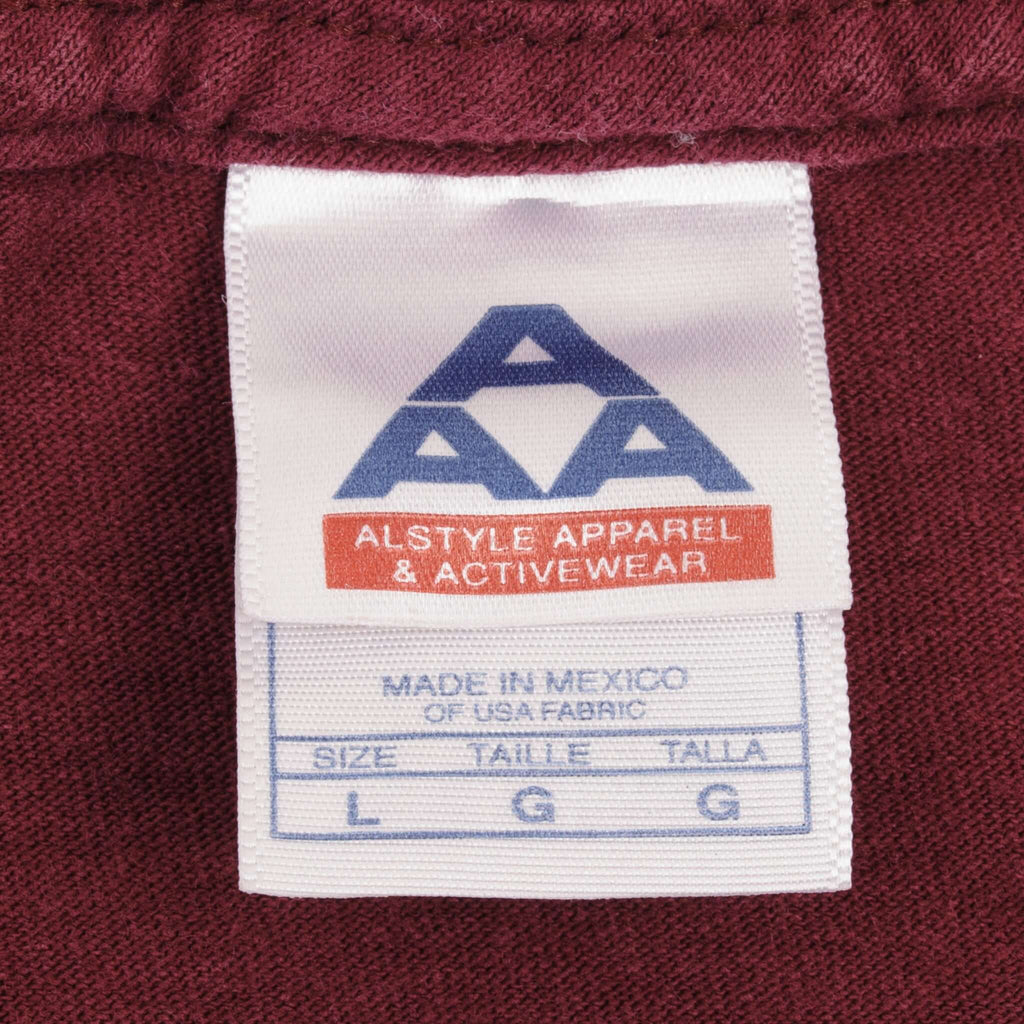 A
A A
ALSTYLE APPAREL
& ACTIVEWEAR
MADE IN MEXICO
OF USA FABRIC
SIZE TAILLE TALLA
L G G